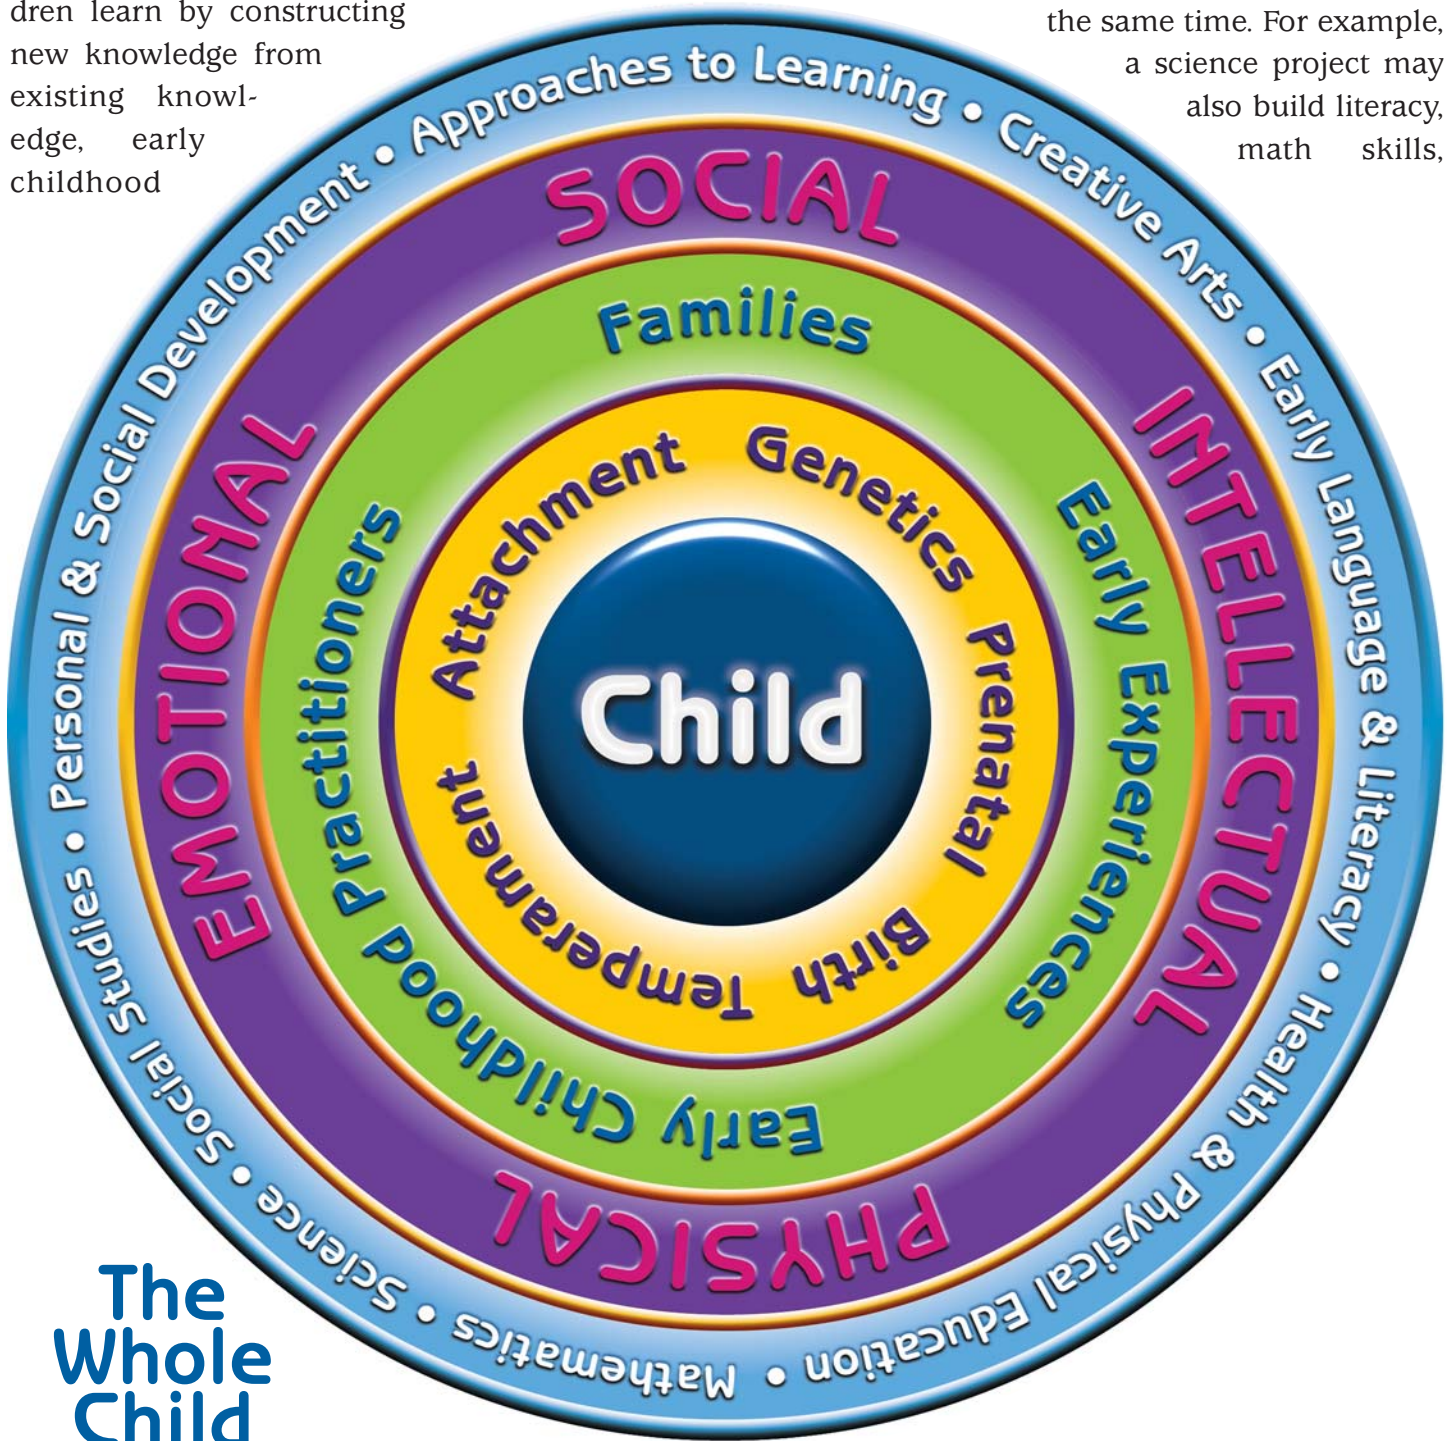 dren learn by constructing
new knowledge from
existing knowl-
edge, early
childhood
the same time. For example,
a science project may
also build literacy,
math skills,
Approaches to Learning • Creative Arts • Early Language & Literacy • Health & Physical Education • Mathematics • Science • Social Studies • Personal & Social Development •
SOCIAL
INTELLECTUAL
PHYSICAL
EMOTIONAL
Families
Early Experiences
Early Childhood Practitioners
Genetics
Prenatal
Birth
Temperament
Attachment
Child
The
Whole
Child